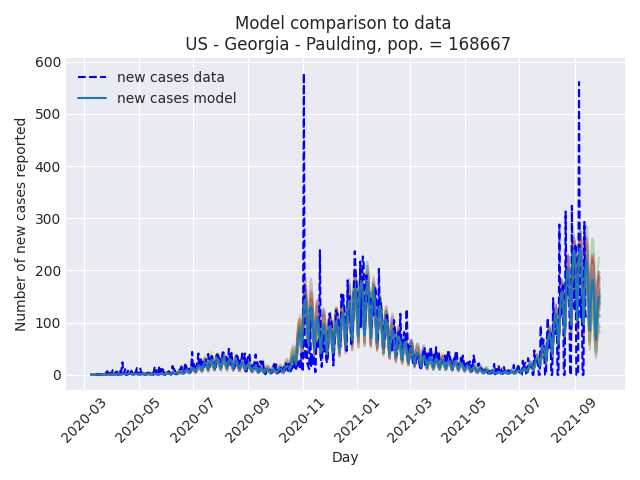 Model comparison to data
US - Georgia - Paulding, pop. = 168667
new cases data
new cases model
Number of new cases reported
600
500
400
300
200
100
0
2020-03
2020-05
2020-07
2020-09
2020-11
2021-01
2021-03
2021-05
2021-07
2021-09
Day